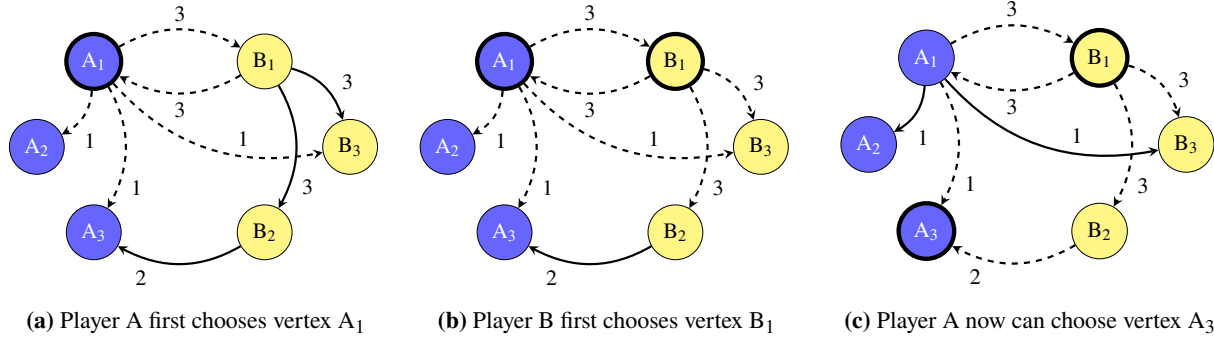 3
A1
B1
3
3
1
1
A2
B3
1
3
A3
B2
2
3
A1
B1
3
3
1
1
A2
B3
1
3
A3
B2
2
3
A1
B1
3
3
1
1
A2
B3
1
3
A3
B2
2
(a) Player A first chooses vertex A1
(b) Player B first chooses vertex B1
(c) Player A now can choose vertex A3